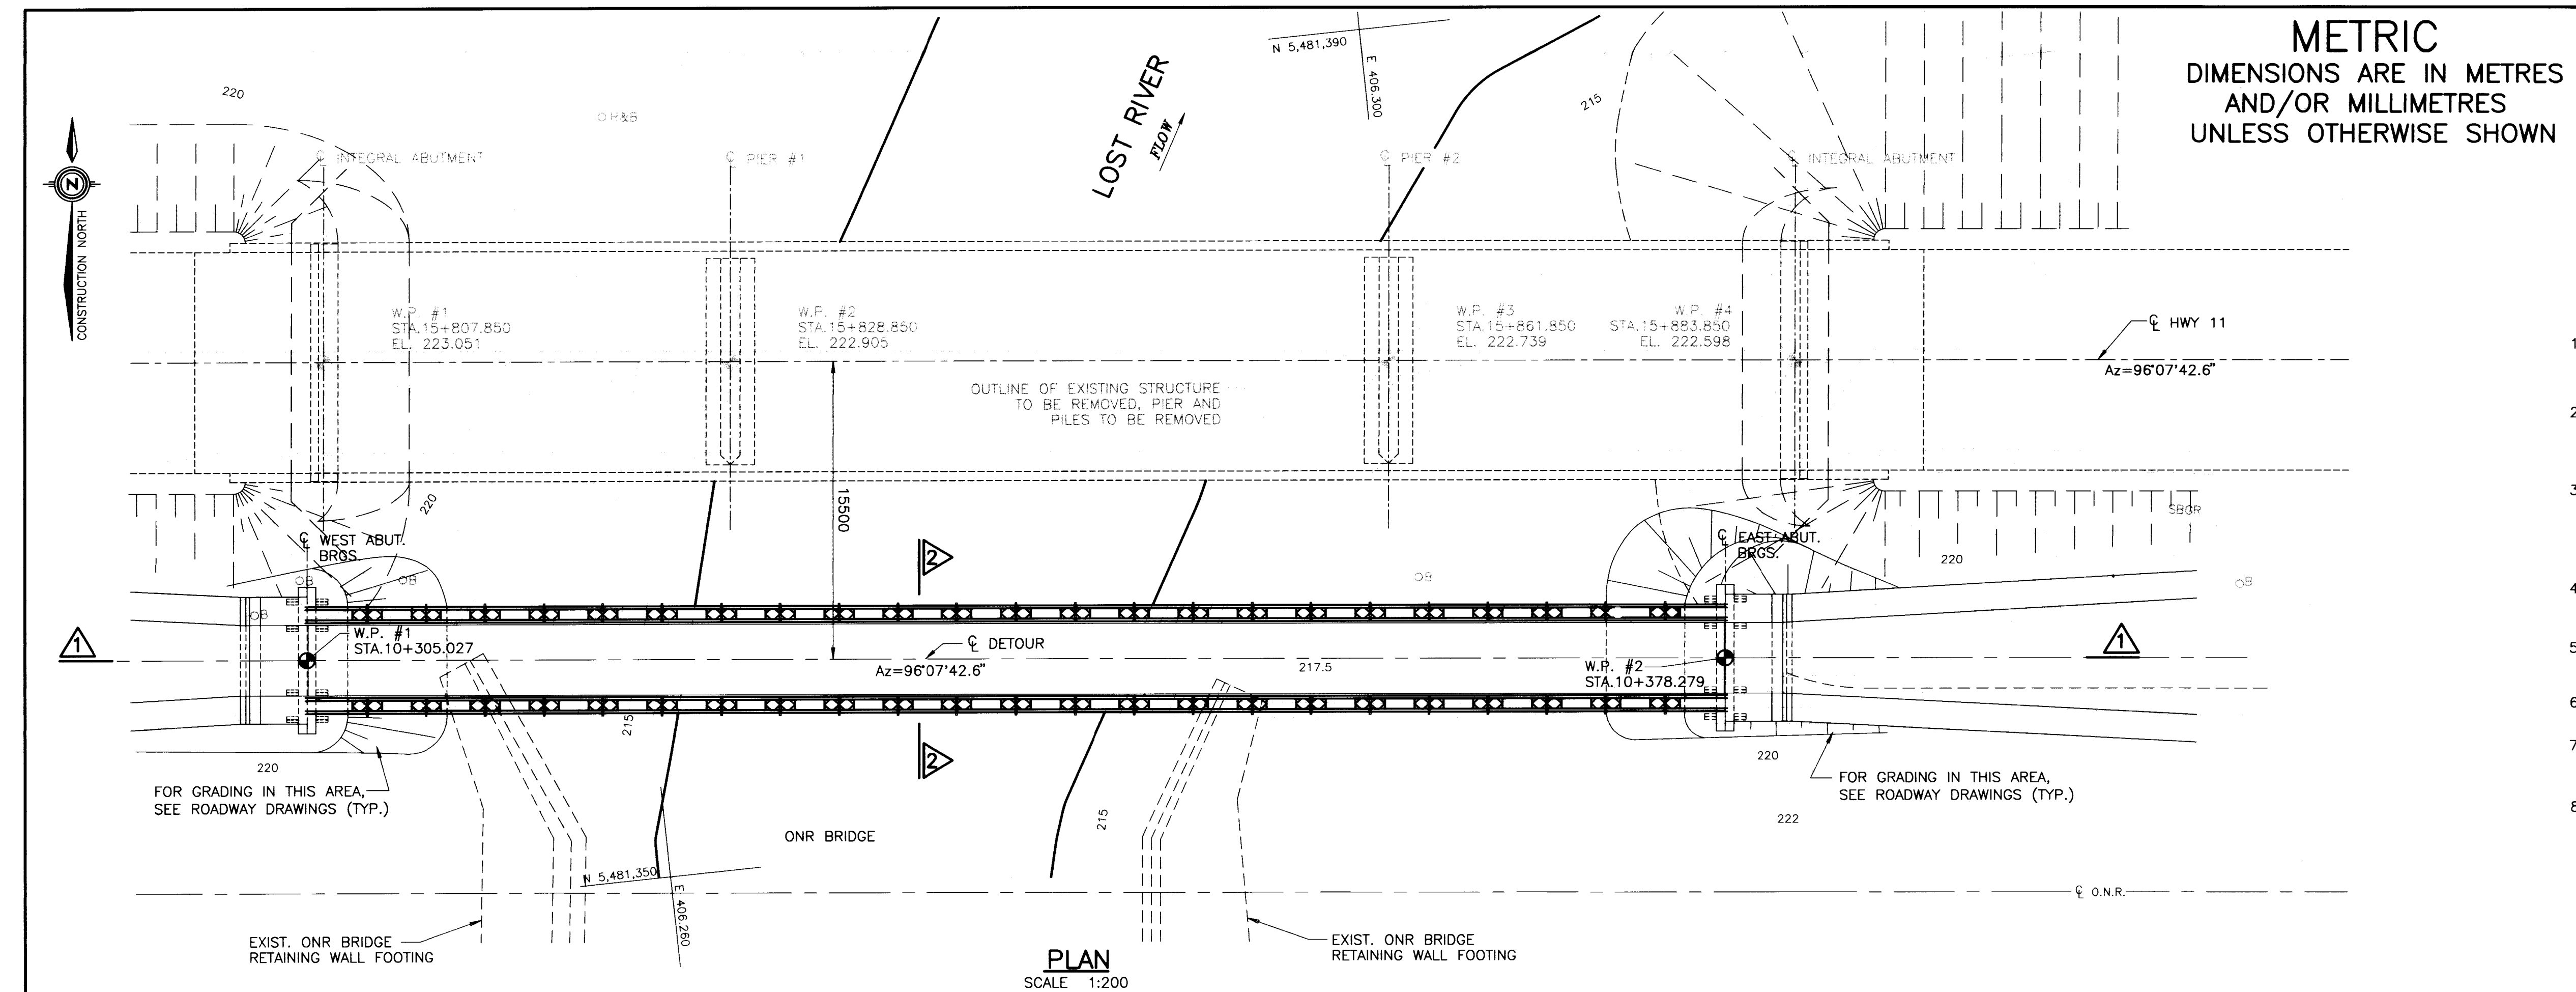 METRIC
DIMENSIONS ARE IN METRES
AND/OR MILLIMETRES
UNLESS OTHERWISE SHOWN
N 5,481,390
E 406.300
LOST RIVER
FLOW
220
H&B
215
℄ INTEGRAL ABUTMENT
℄ PIER #1
℄ PIER #2
℄ INTEGRAL ABUTMENT
N
CONSTRUCTION NORTH
W.P. #1
STA.15+807.850
EL. 223.051
W.P. #2
STA.15+828.850
EL. 222.905
W.P. #3
STA.15+861.850
EL. 222.739
W.P. #4
STA.15+883.850
EL. 222.598
℄ HWY 11
Az=96°07'42.6"
OUTLINE OF EXISTING STRUCTURE
TO BE REMOVED, PIER AND
PILES TO BE REMOVED
15500
220
SBGR
℄ WEST ABUT.
BRGS.
℄ EAST ABUT.
BRGS.
2
220
B
B
B
B
B
1
W.P. #1
STA.10+305.027
℄ DETOUR
Az=96°07'42.6"
217.5
W.P. #2
STA.10+378.279
1
215
2
220
FOR GRADING IN THIS AREA,
SEE ROADWAY DRAWINGS (TYP.)
220
FOR GRADING IN THIS AREA,
SEE ROADWAY DRAWINGS (TYP.)
222
215
ONR BRIDGE
N 5,481,350
E 406.260
℄ O.N.R.
EXIST. ONR BRIDGE
RETAINING WALL FOOTING
EXIST. ONR BRIDGE
RETAINING WALL FOOTING
PLAN
SCALE 1:200
1
2
3
4
5
6
7
8